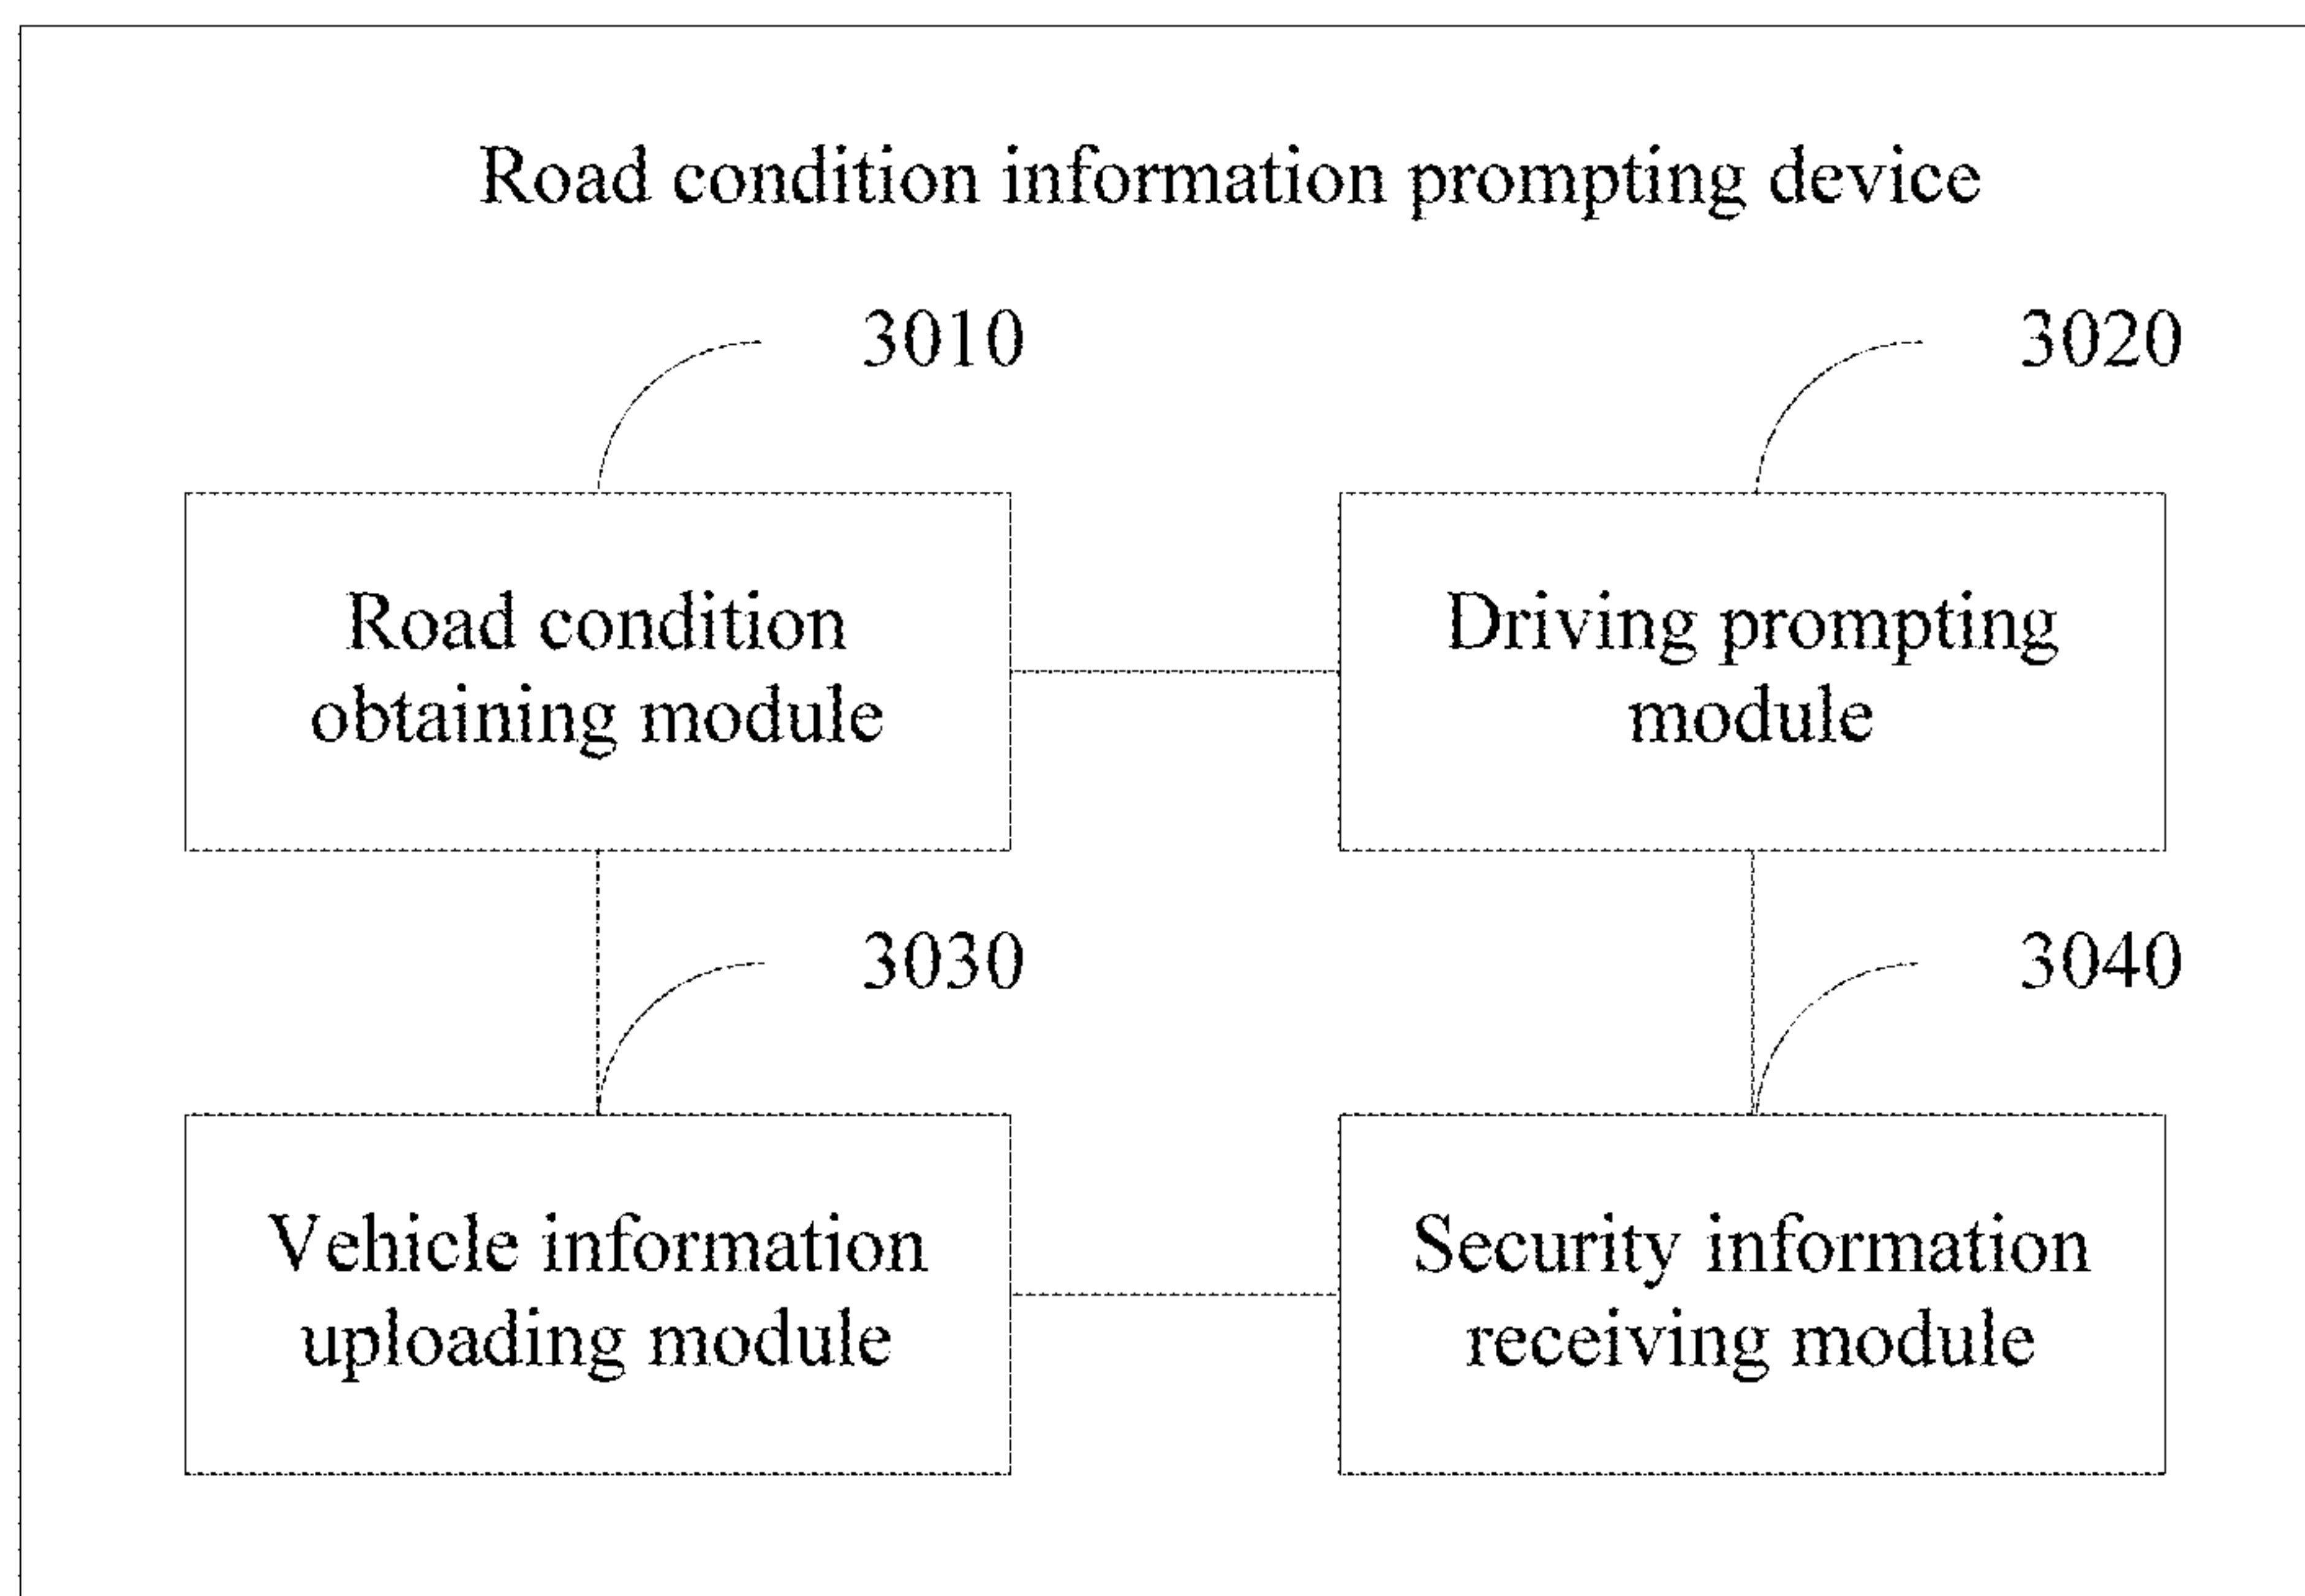 Road condition information prompting device
3010
3020
Road condition
obtaining module
Driving prompting
module
3030
3040
Vehicle information
uploading module
Security information
receiving module